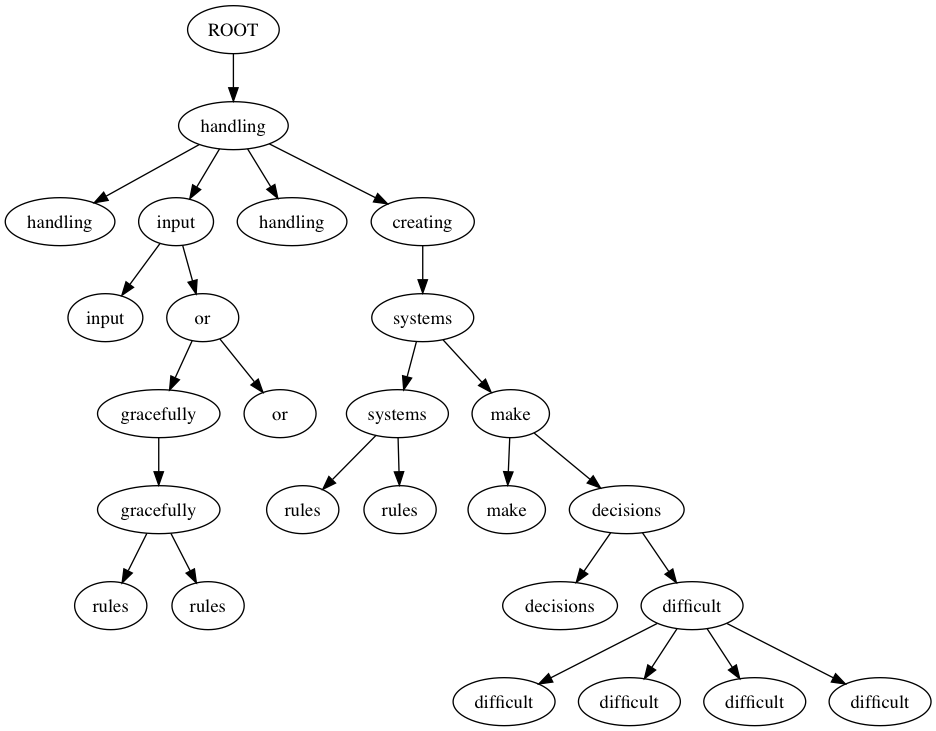 ROOT
handling
handling input handling creating
input or systems
gracefully or systems make
gracefully rules rules make decisions
rules rules decisions difficult
difficult difficult difficult difficult